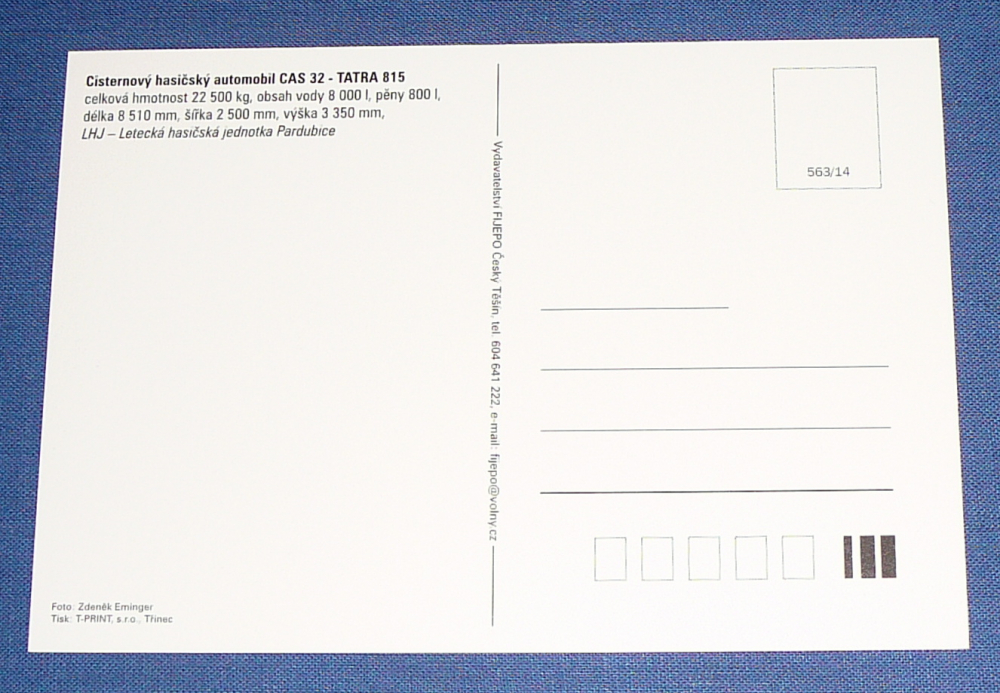 Cisternový hasičský automobil CAS 32 - TATRA 815
celková hmotnost 22 500 kg, obsah vody 8 000 l, pěny 800 l,
délka 8 510 mm, šířka 2 500 mm, výška 3 350 mm,
LHJ – Letecká hasičská jednotka Pardubice
Vydavatelství FIJEPO Český Těšín, tel. 604 641 222, e-mail: fijepo@volny.cz
563/14
Foto: Zdeněk Eminger
Tisk: T-PRINT, s.r.o., Třinec